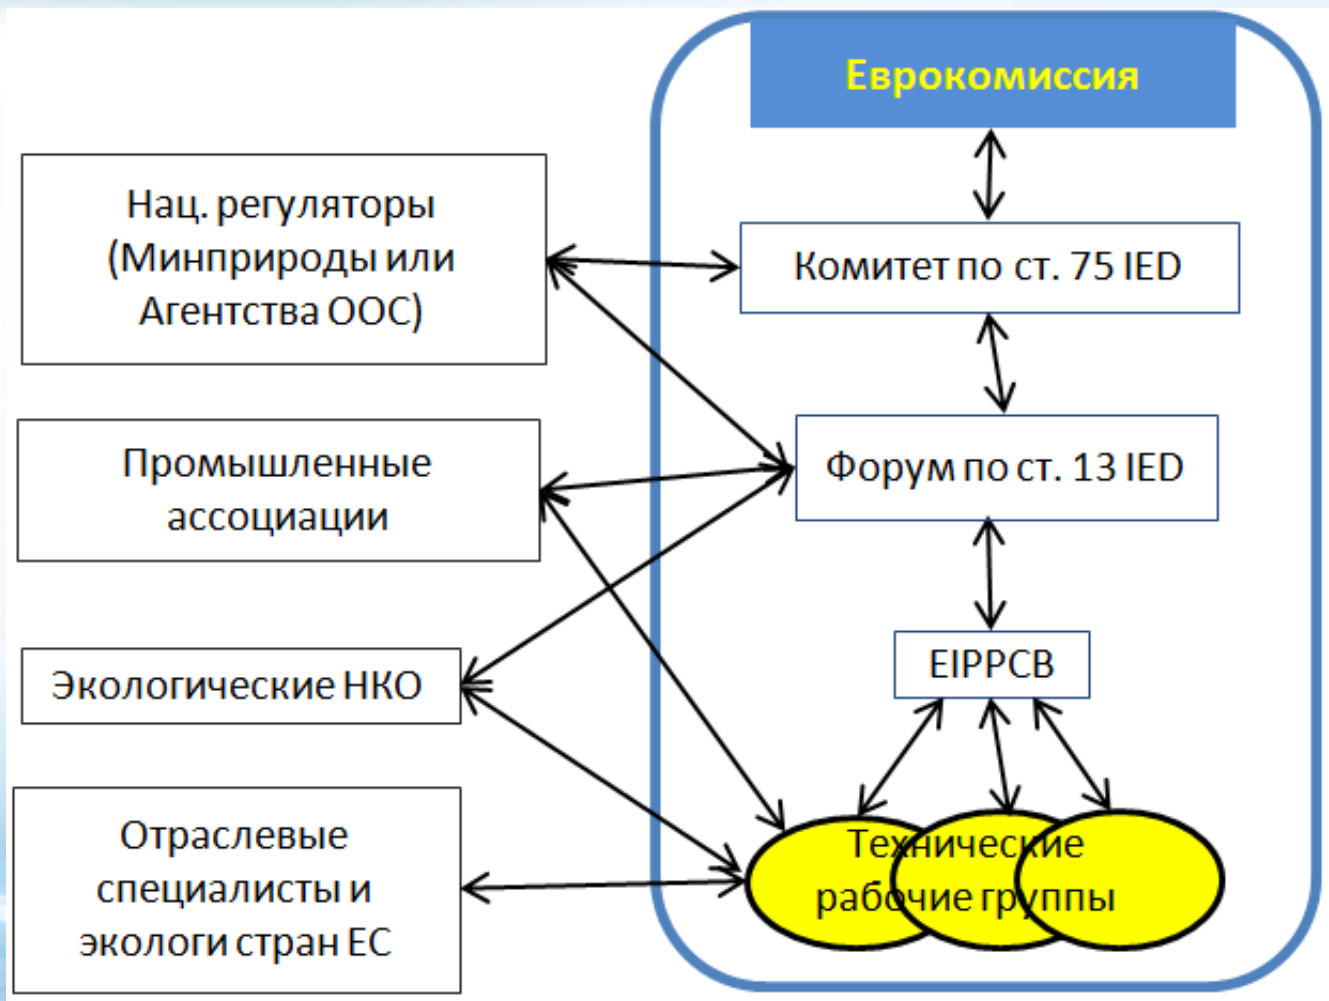 Еврокомиссия
Нац. регуляторы
(Минприроды или
Агентства ООС)
Комитет по ст. 75 IED
Промышленные
ассоциации
Форум по ст. 13 IED
Экологические НКО
EIPPCB
Отраслевые
специалисты и
экологи стран ЕС
Технические
рабочие группы